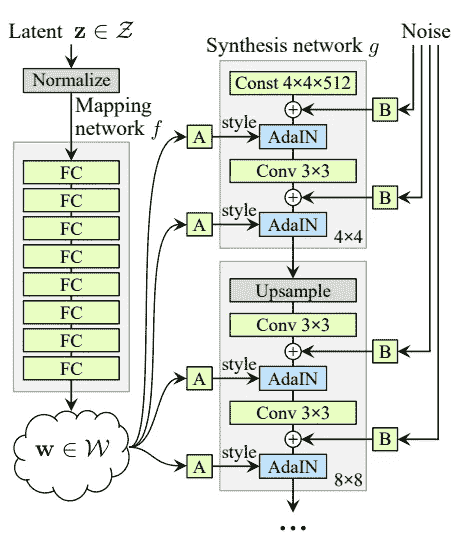 Latent z ∈ 𝒵
Normalize
Mapping
network f
FC
FC
FC
FC
FC
FC
FC
FC
w ∈ 𝒲
Synthesis network g
Noise
Const 4×4×512
B
A
style
AdaIN
Conv 3×3
B
A
style
AdaIN
4×4
Upsample
Conv 3×3
B
A
style
AdaIN
Conv 3×3
B
A
style
AdaIN
8×8
...